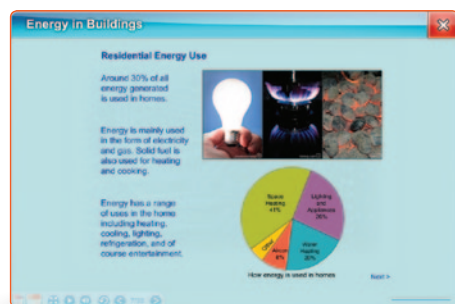 Energy in Buildings
Residential Energy Use
Around 30% of all
energy generated
is used in homes.
Energy is mainly used
in the form of electricity
and gas. Solid fuel is
also used for heating
and cooking.
Energy has a range
of uses in the home
including heating,
cooling, lighting,
refrigeration, and of
course entertainment.
Space
Heating
41%
Lighting
and
Appliances
26%
Water
Heating
20%
How energy is used in homes
Next >